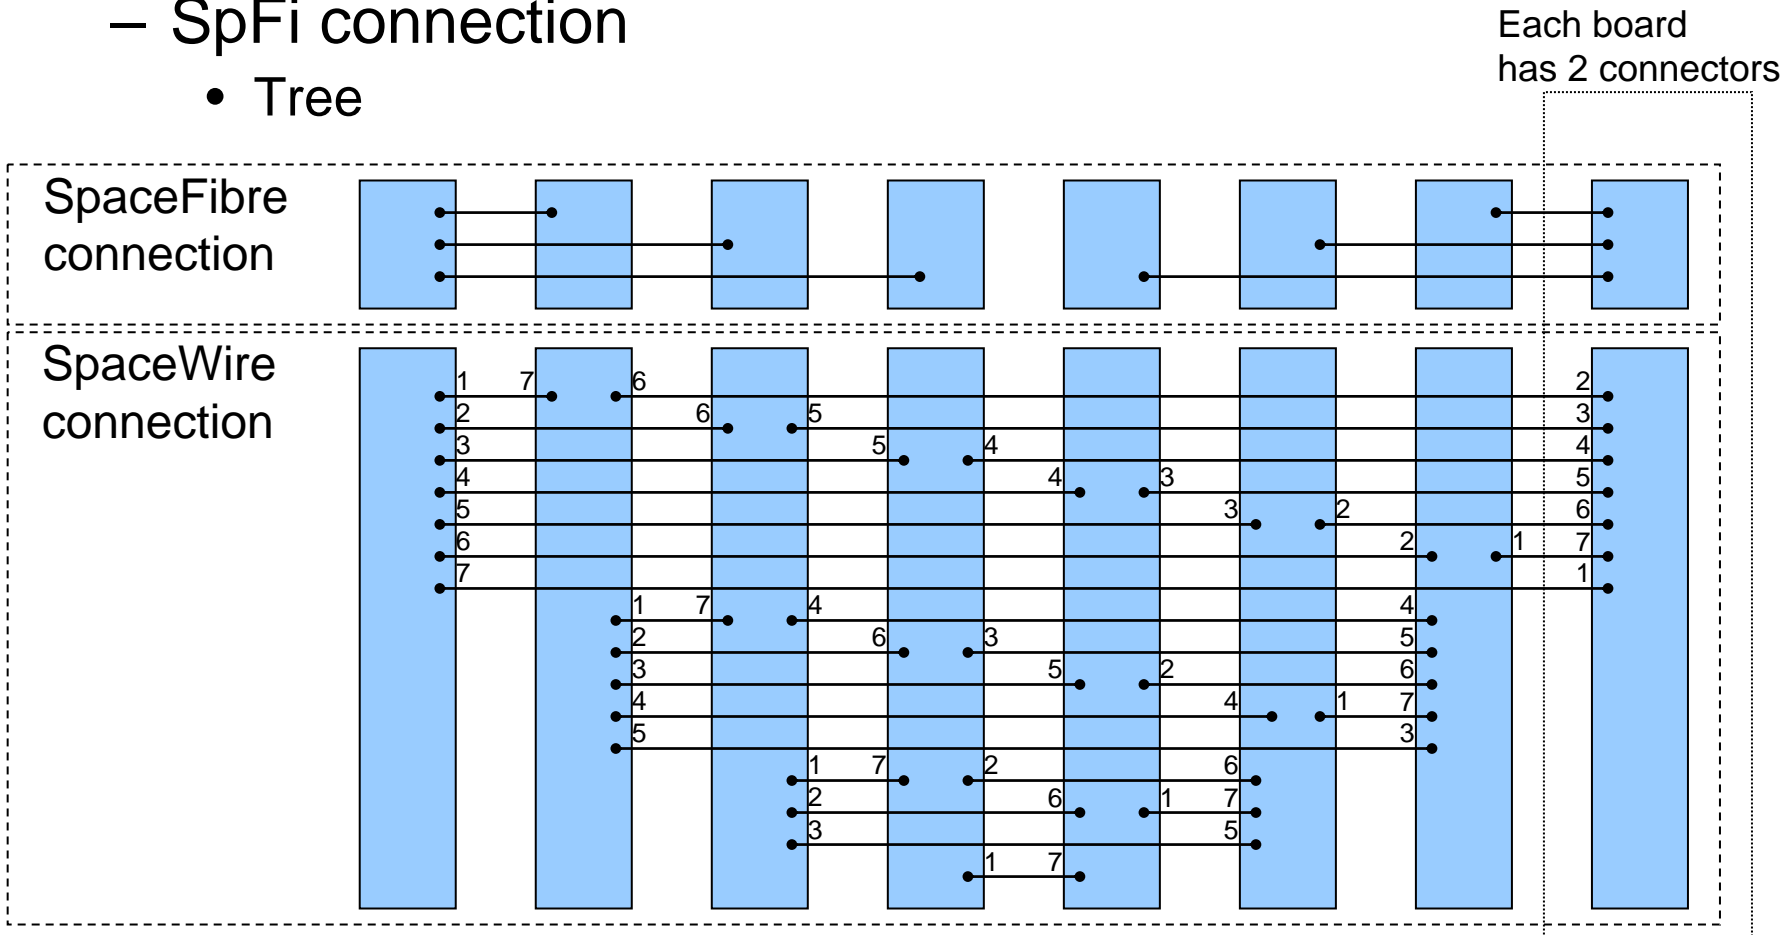 – SpFi connection
• Tree
Each board
has 2 connectors
SpaceFibre
connection
SpaceWire
connection
1 7 6 2
2 6 5 3
3 5 4 4
4 4 3 5
5 3 2 6
6 2 1 7
7 1
1 7 4 4
2 6 3 5
3 5 2 6
4 4 1 7
5 3
1 7 2 6
2 6 1 7
3 5
1 7